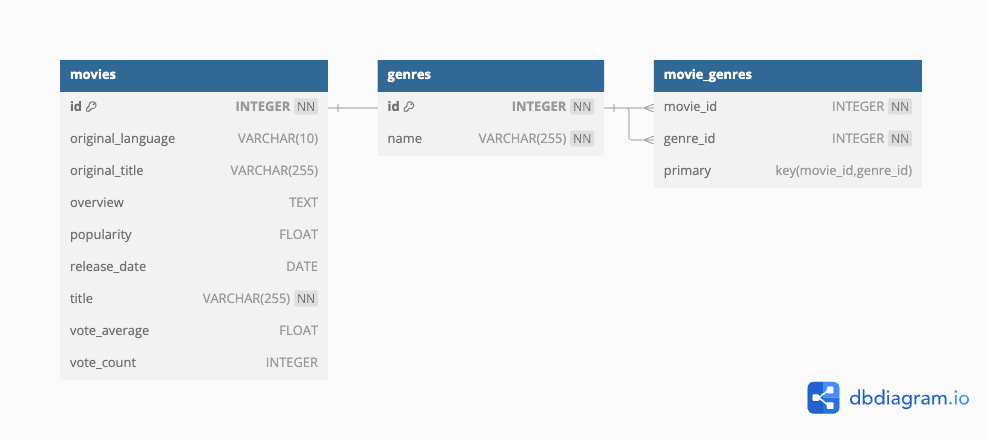 movies
id INTEGER NN
original_language VARCHAR(10)
original_title VARCHAR(255)
overview TEXT
popularity FLOAT
release_date DATE
title VARCHAR(255) NN
vote_average FLOAT
vote_count INTEGER
genres
id INTEGER NN
name VARCHAR(255) NN
movie_genres
movie_id INTEGER NN
genre_id INTEGER NN
primary key(movie_id,genre_id)
dbdiagram.io